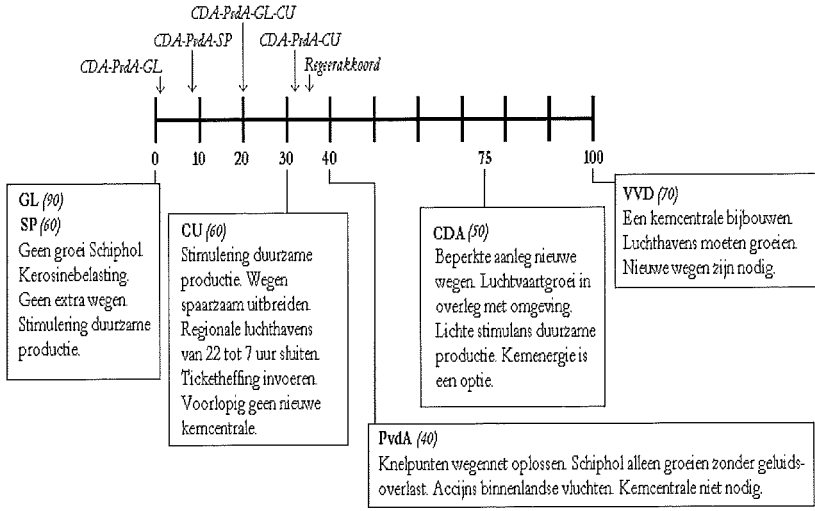 CDA-PvdA-GL-CU
CDA-PvdA-SP
CDA-PvdA-CU
CDA-PvdA-GL
Regeerakkoord
0 10 20 30 40 75 100
GL (90)
SP (60)
Geen groei Schiphol.
Kerosinebelasting.
Geen extra wegen.
Stimulering duurzame
productie.
CU (60)
Stimulering duurzame
productie. Wegen
spaarzaam uitbreiden.
Regionale luchthavens
van 22 tot 7 uur sluiten.
Ticketheffing invoeren.
Voorlopig geen nieuwe
kerncentrale.
CDA (50)
Beperkte aanleg nieuwe
wegen. Luchtvaartgroei in
overleg met omgeving.
Lichte stimulans duurzame
productie. Kernenergie is
een optie.
VVD (70)
Een kerncentrale bijbouwen.
Luchthavens moeten groeien.
Nieuwe wegen zijn nodig.
PvdA (40)
Knelpunten wegennet oplossen. Schiphol alleen groeien zonder geluids-
overlast. Accijns binnenlandse vluchten. Kerncentrale niet nodig.